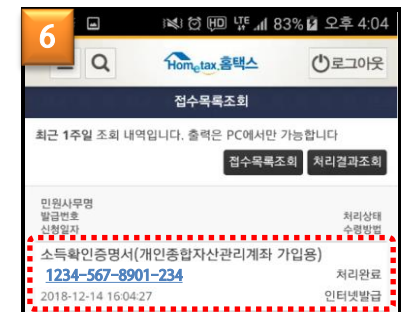 6
HD LTE 83% 오후 4:04
Hometax. 홈택스 로그아웃
접수목록조회
최근 1주일 조회 내역입니다. 출력은 PC에서만 가능합니다
접수목록조회 처리결과조회
민원사무명
발급번호 처리상태
신청일자 수령방법
소득확인증명서(개인종합자산관리계좌 가입용)
1234-567-8901-234 처리완료
2018-12-14 16:04:27 인터넷발급